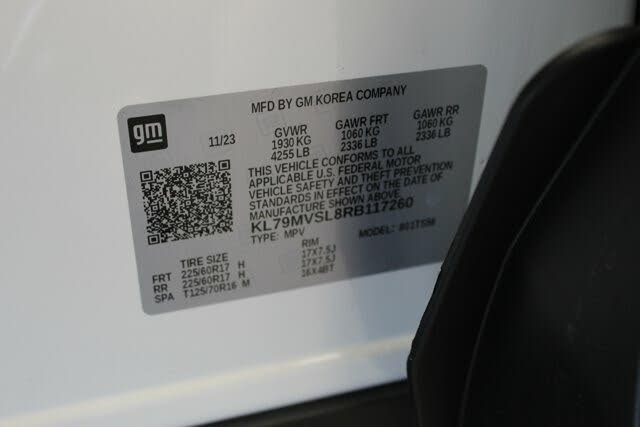 MFD BY GM KOREA COMPANY
gm
11/23
GVWR GAWR FRT GAWR RR
1930 KG 1060 KG 1060 KG
4255 LB 2336 LB 2336 LB
THIS VEHICLE CONFORMS TO ALL
APPLICABLE U.S. FEDERAL MOTOR
VEHICLE SAFETY AND THEFT PREVENTION
STANDARDS IN EFFECT ON THE DATE OF
MANUFACTURE SHOWN ABOVE.
KL79MVSL8RB117260
TYPE: MPV MODEL:
TIRE SIZE RIM
FRT 225/60R17 H 17X7.5J
RR 225/60R17 H 17X7.5J
SPA T125/70R16 M 16X4BT